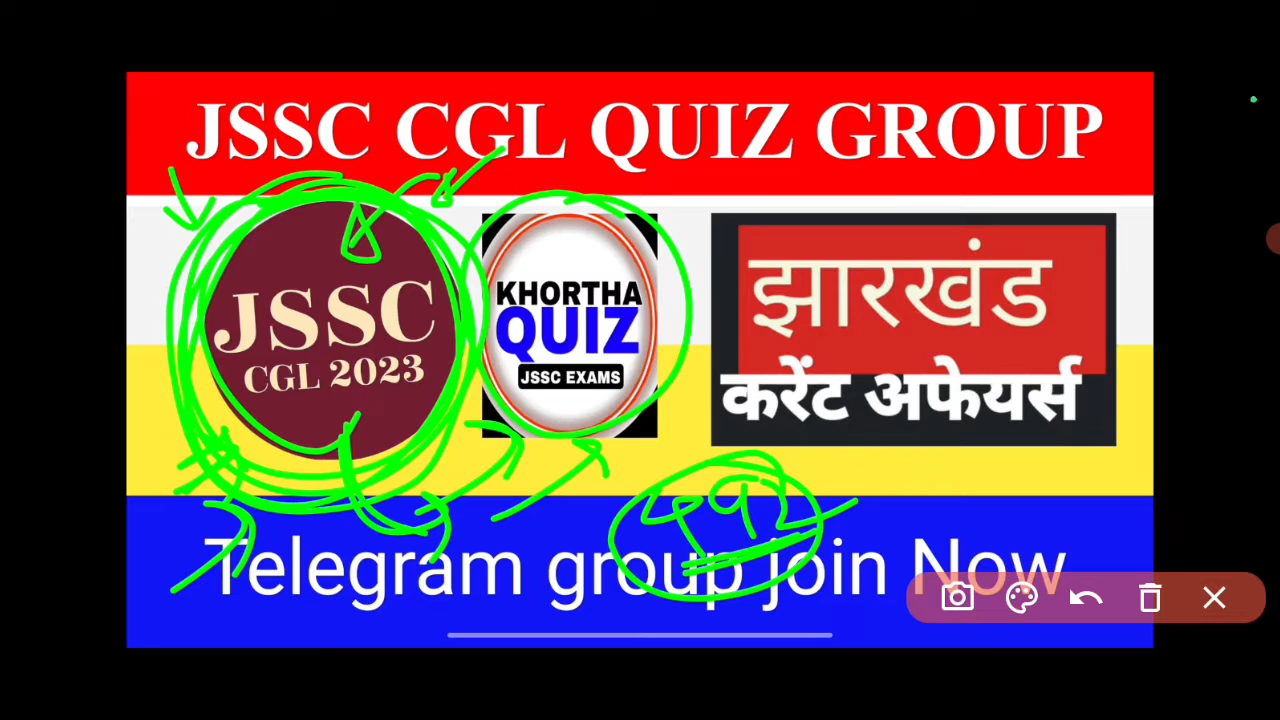 JSSC CGL QUIZ GROUP
JSSC
CGL 2023
KHORTHA
QUIZ
JSSC EXAMS
झारखंड
करेंट अफेयर्स
492
Telegram group join Now